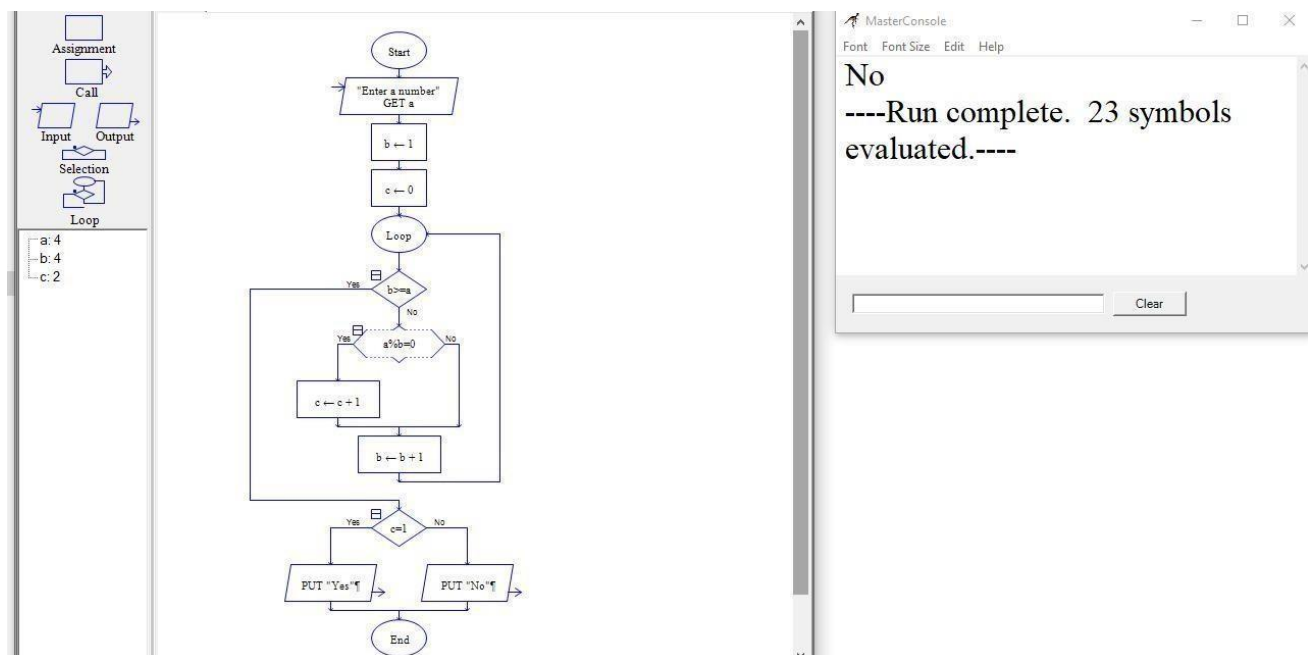 Assignment
Call
Input Output
Selection
Loop
a: 4
b: 4
c: 2
Start
"Enter a number"
GET a
b ← 1
c ← 0
Loop
Yes
b>=a
No
Yes
a%b=0
No
c ← c + 1
b ← b + 1
Yes
c=1
No
PUT "Yes"¶
PUT "No"¶
End
MasterConsole
Font Font Size Edit Help
No
----Run complete. 23 symbols
evaluated.----
Clear